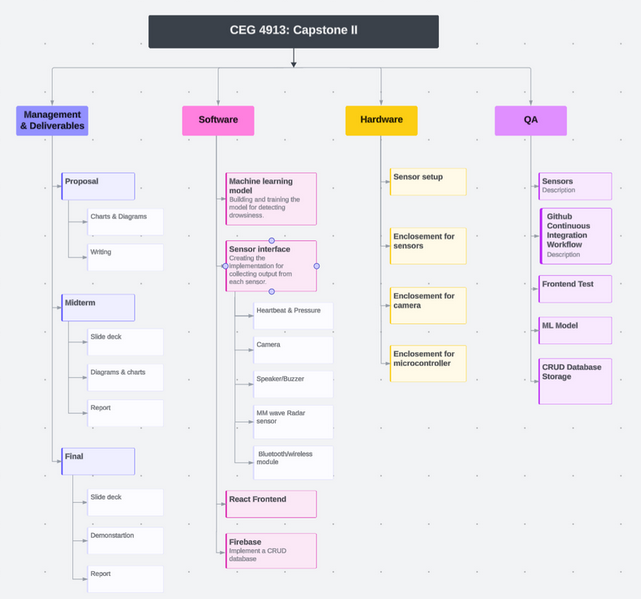 CEG 4913: Capstone II
Management
& Deliverables
Software
Hardware
QA
Proposal
Charts & Diagrams
Writing
Midterm
Slide deck
Diagrams & charts
Report
Final
Slide deck
Demonstartion
Report
Machine learning
model
Building and training the
model for detecting
drowsiness.
Sensor interface
Creating the
implementation for
collecting output from
each sensor
Heartbeat & Pressure
Camera
Speaker/Buzzer
MM wave Radar
sensor
Bluetooth/wireless
module
React Frontend
Firebase
Implement a CRUD
database
Sensor setup
Enclosement for
sensors
Enclosement for
camera
Enclosement for
microcontroller
Sensors
Description
Github
Continuous
Integration
Workflow
Description
Frontend Test
ML Model
CRUD Database
Storage